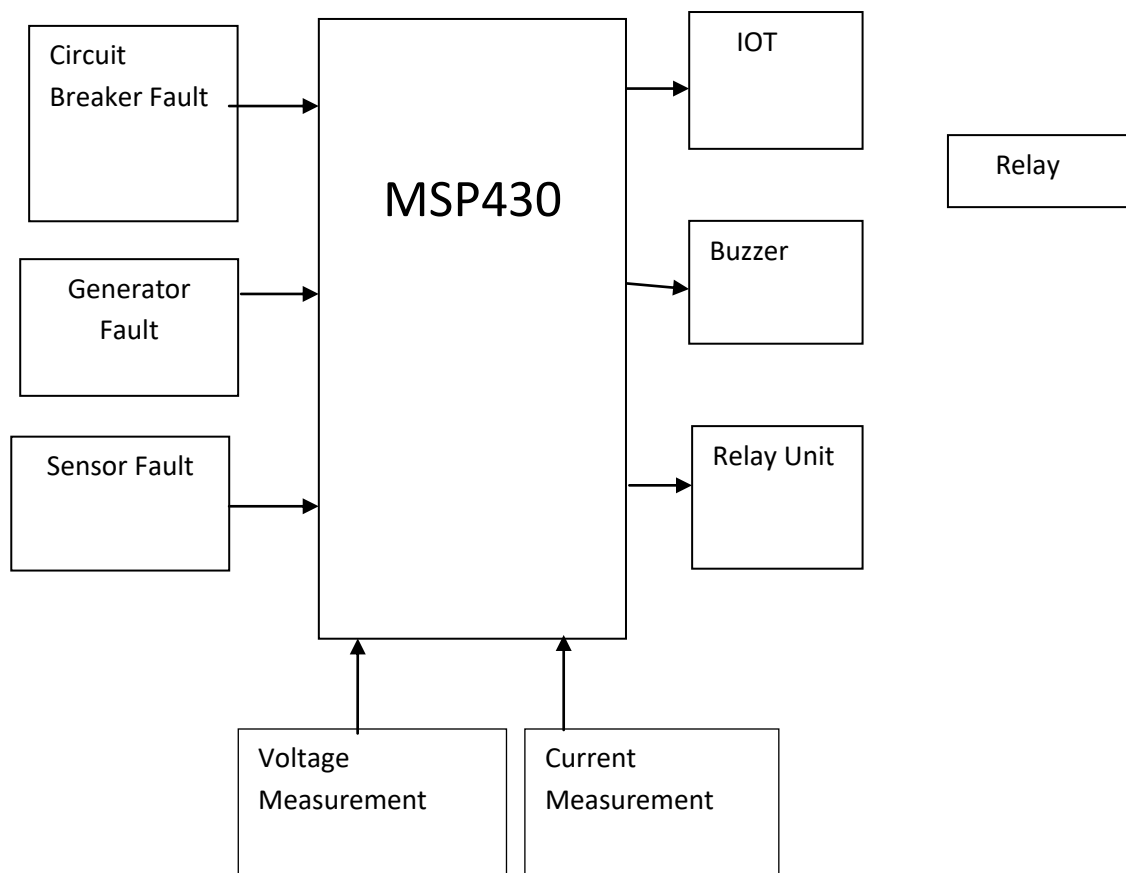 Circuit
Breaker Fault
Generator
Fault
Sensor Fault
MSP430
IOT
Buzzer
Relay Unit
Relay
Voltage
Measurement
Current
Measurement